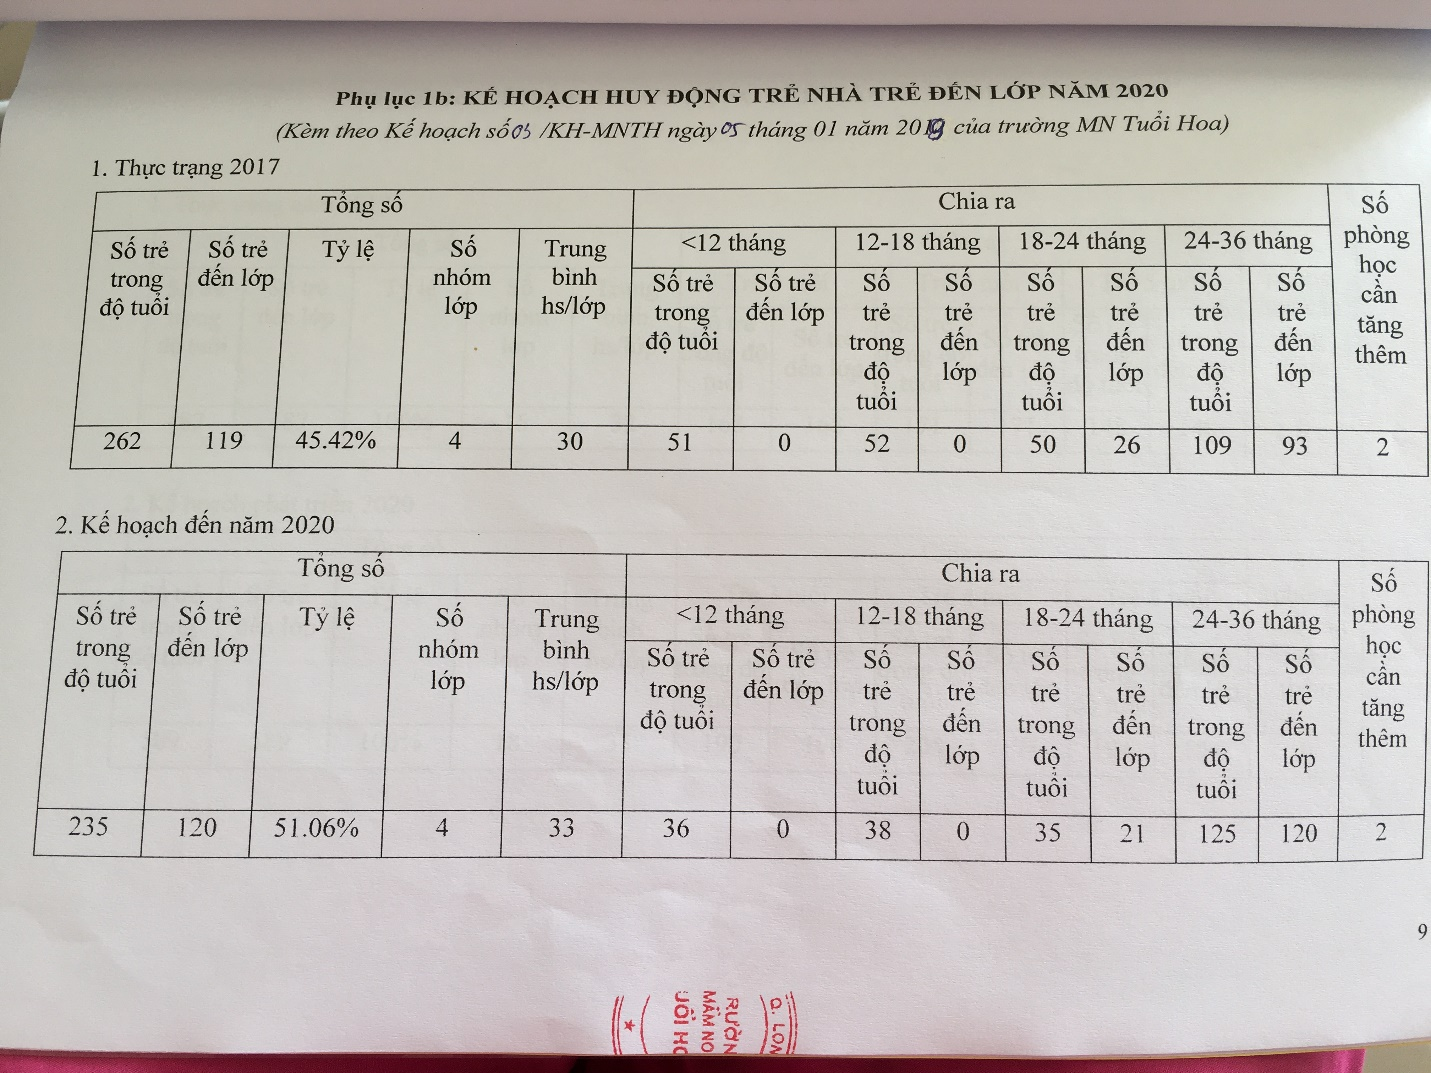 Phụ lục 1b: KẾ HOẠCH HUY ĐỘNG TRẺ NHÀ TRẺ ĐẾN LỚP NĂM 2020
(Kèm theo Kế hoạch số 03 /KH-MNTH ngày 05 tháng 01 năm 2019 của trường MN Tuổi Hoa)
1. Thực trạng 2017
Tổng số Chia ra Số phòng học cần tăng thêm
Số trẻ trong độ tuổi Số trẻ đến lớp Tỷ lệ Số nhóm lớp Trung bình hs/lớp <12 tháng 12-18 tháng 18-24 tháng 24-36 tháng
Số trẻ trong độ tuổi Số trẻ đến lớp Số trẻ trong độ tuổi Số trẻ đến lớp Số trẻ trong độ tuổi Số trẻ đến lớp Số trẻ trong độ tuổi Số trẻ đến lớp
262 119 45.42% 4 30 51 0 52 0 50 26 109 93 2
2. Kế hoạch đến năm 2020
Tổng số Chia ra Số phòng học cần tăng thêm
Số trẻ trong độ tuổi Số trẻ đến lớp Tỷ lệ Số nhóm lớp Trung bình hs/lớp <12 tháng 12-18 tháng 18-24 tháng 24-36 tháng
Số trẻ trong độ tuổi Số trẻ đến lớp Số trẻ trong độ tuổi Số trẻ đến lớp Số trẻ trong độ tuổi Số trẻ đến lớp Số trẻ trong độ tuổi Số trẻ đến lớp
235 120 51.06% 4 33 36 0 38 0 35 21 125 120 2
9
Q. LON
RƯỜN
MẦM NO
UỔI HO